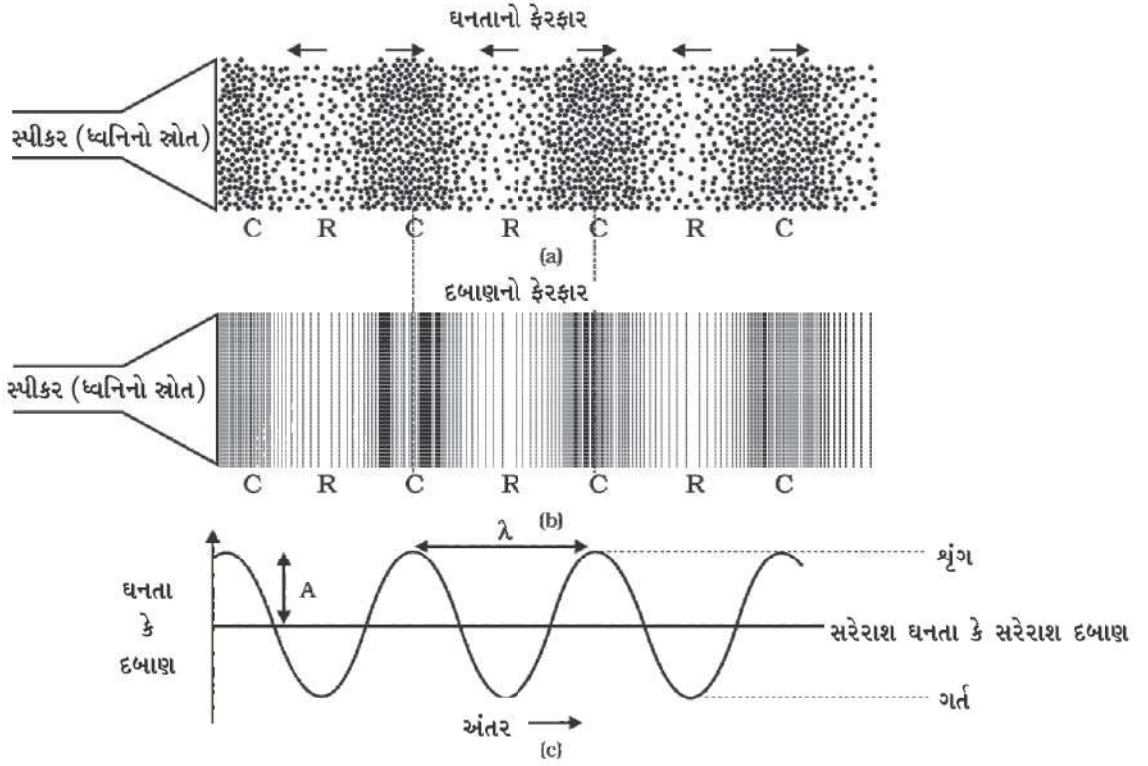 ઘનતાનો ફેરફાર
સ્પીકર (ધ્વનિનો સ્રોત)
C R C R C R C
(a)
દબાણનો ફેરફાર
સ્પીકર (ધ્વનિનો સ્રોત)
C R C R C R C
(b)
λ
શૃંગ
A
ઘનતા
કે
દબાણ
સરેરાશ ઘનતા કે સરેરાશ દબાણ
ગર્ત
અંતર
(c)